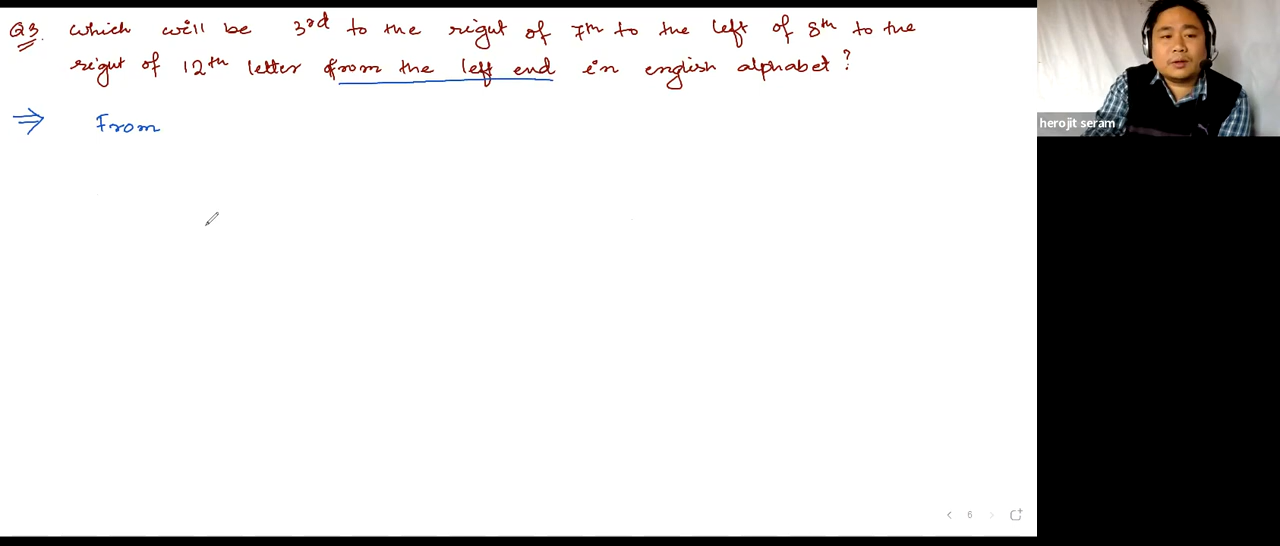 Q3. Which will be 3rd to the right of 7th to the left of 8th to the
right of 12th letter from the left end in english alphabet?
⇒ From
herojit seram
6